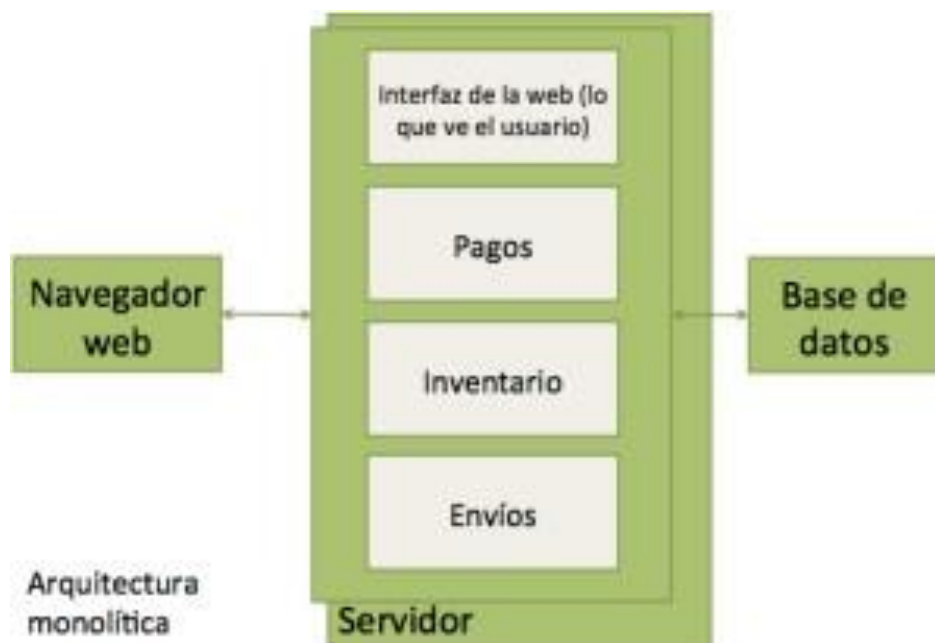 Interfaz de la web (lo
que ve el usuario)
Pagos
Navegador
web
Base de
datos
Inventario
Envíos
Arquitectura
monolítica
Servidor